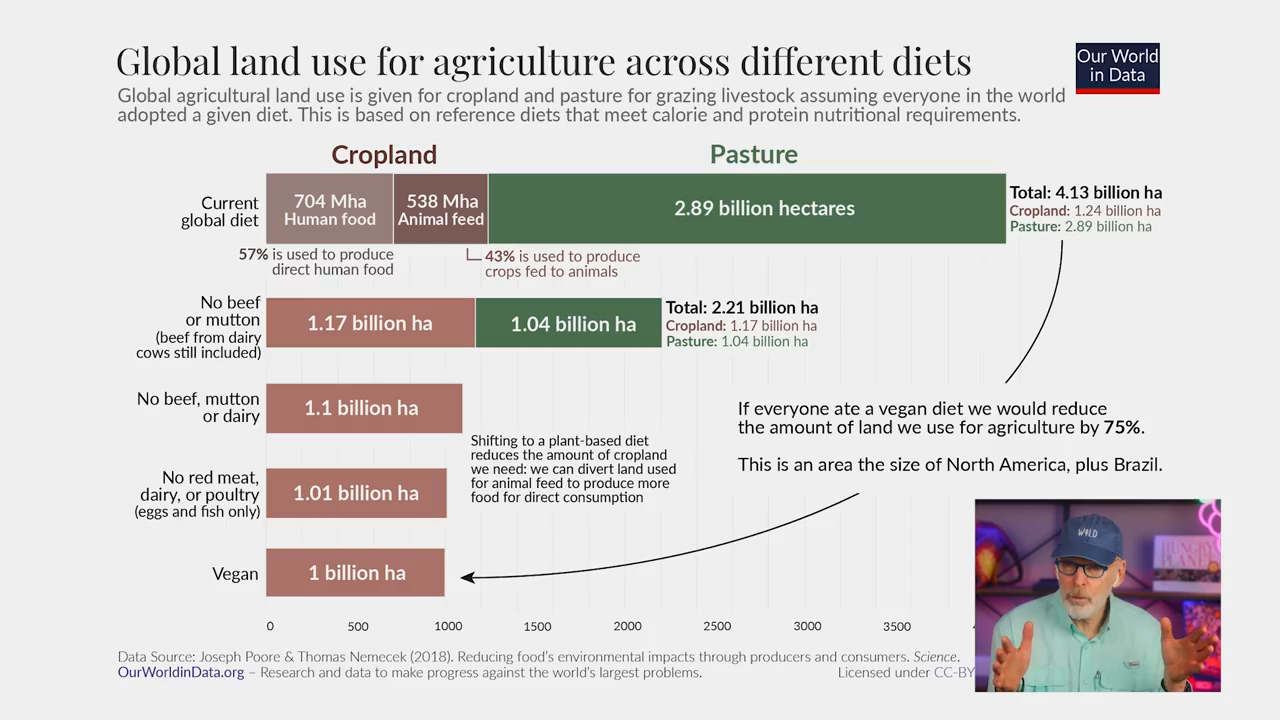 Global land use for agriculture across different diets
Our World
in Data
Global agricultural land use is given for cropland and pasture for grazing livestock assuming everyone in the world
adopted a given diet. This is based on reference diets that meet calorie and protein nutritional requirements.
Cropland
Pasture
Current
global diet
704 Mha
Human food
538 Mha
Animal feed
2.89 billion hectares
Total: 4.13 billion ha
Cropland: 1.24 billion ha
Pasture: 2.89 billion ha
57% is used to produce
direct human food
43% is used to produce
crops fed to animals
No beef
or mutton
(beef from dairy
cows still included)
1.17 billion ha
1.04 billion ha
Total: 2.21 billion ha
Cropland: 1.17 billion ha
Pasture: 1.04 billion ha
No beef, mutton
or dairy
1.1 billion ha
If everyone ate a vegan diet we would reduce
the amount of land we use for agriculture by 75%.
This is an area the size of North America, plus Brazil.
Shifting to a plant-based diet
reduces the amount of cropland
we need: we can divert land used
for animal feed to produce more
food for direct consumption
No red meat,
dairy, or poultry
(eggs and fish only)
1.01 billion ha
Vegan
1 billion ha
0 500 1000 1500 2000 2500 3000 3500
Data Source: Joseph Poore & Thomas Nemecek (2018). Reducing food's environmental impacts through producers and consumers. Science.
OurWorldinData.org – Research and data to make progress against the world's largest problems.
Licensed under CC-BY
WILD
HUNGRY
PLANET